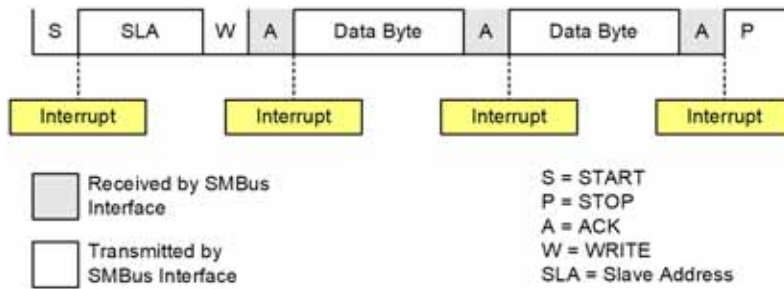 S SLA W A Data Byte A Data Byte A P
Interrupt Interrupt Interrupt Interrupt
Received by SMBus
Interface
Transmitted by
SMBus Interface
S = START
P = STOP
A = ACK
W = WRITE
SLA = Slave Address